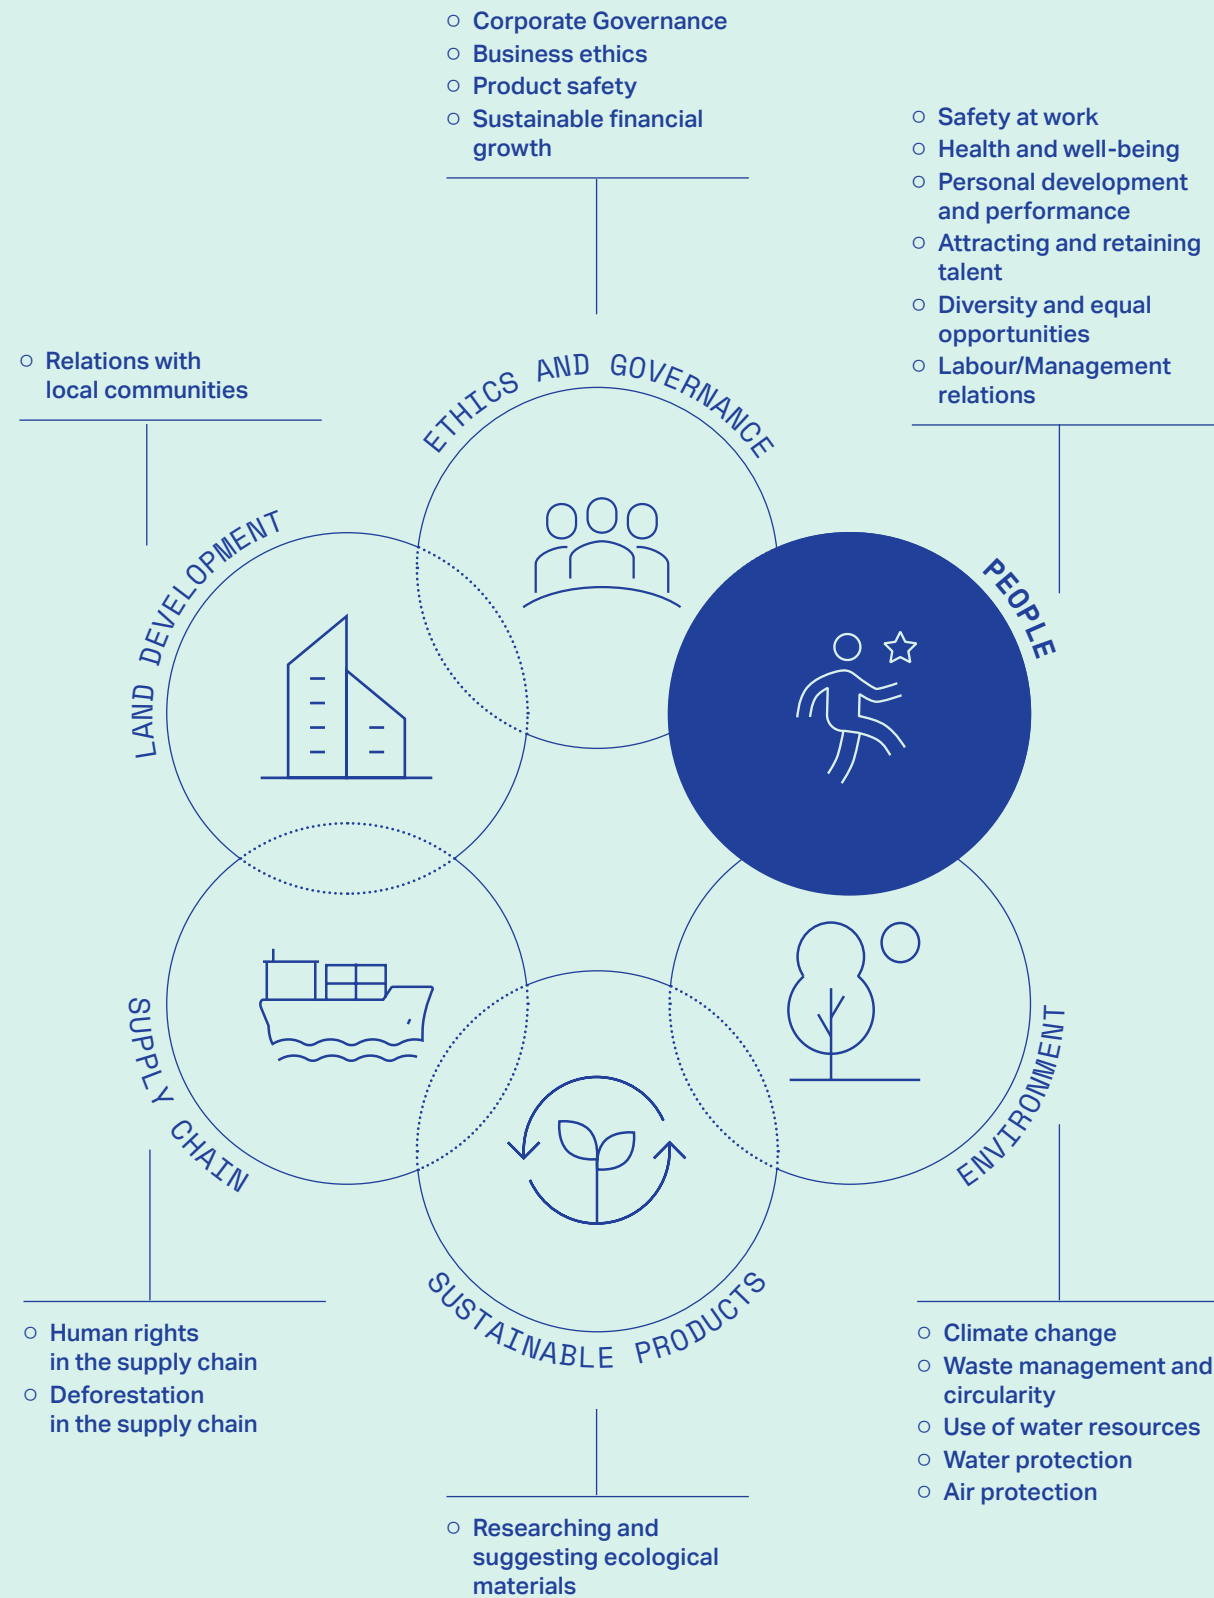 Corporate Governance
Business ethics
Product safety
Sustainable financial
growth
Safety at work
Health and well-being
Personal development
and performance
Attracting and retaining
talent
Diversity and equal
opportunities
Labour/Management
relations
Relations with
local communities
ETHICS AND GOVERNANCE
LAND DEVELOPMENT
PEOPLE
SUPPLY CHAIN
ENVIRONMENT
SUSTAINABLE PRODUCTS
Human rights
in the supply chain
Deforestation
in the supply chain
Climate change
Waste management and
circularity
Use of water resources
Water protection
Air protection
Researching and
suggesting ecological
materials